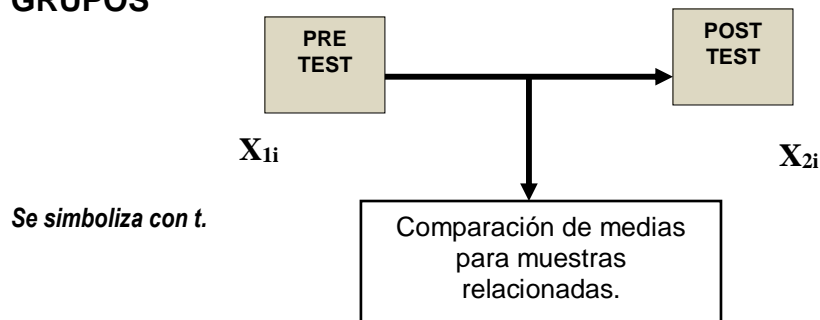 GRUPOS
PRE
TEST
POST
TEST
X1i
X2i
Se simboliza con t.
Comparación de medias
para muestras
relacionadas.